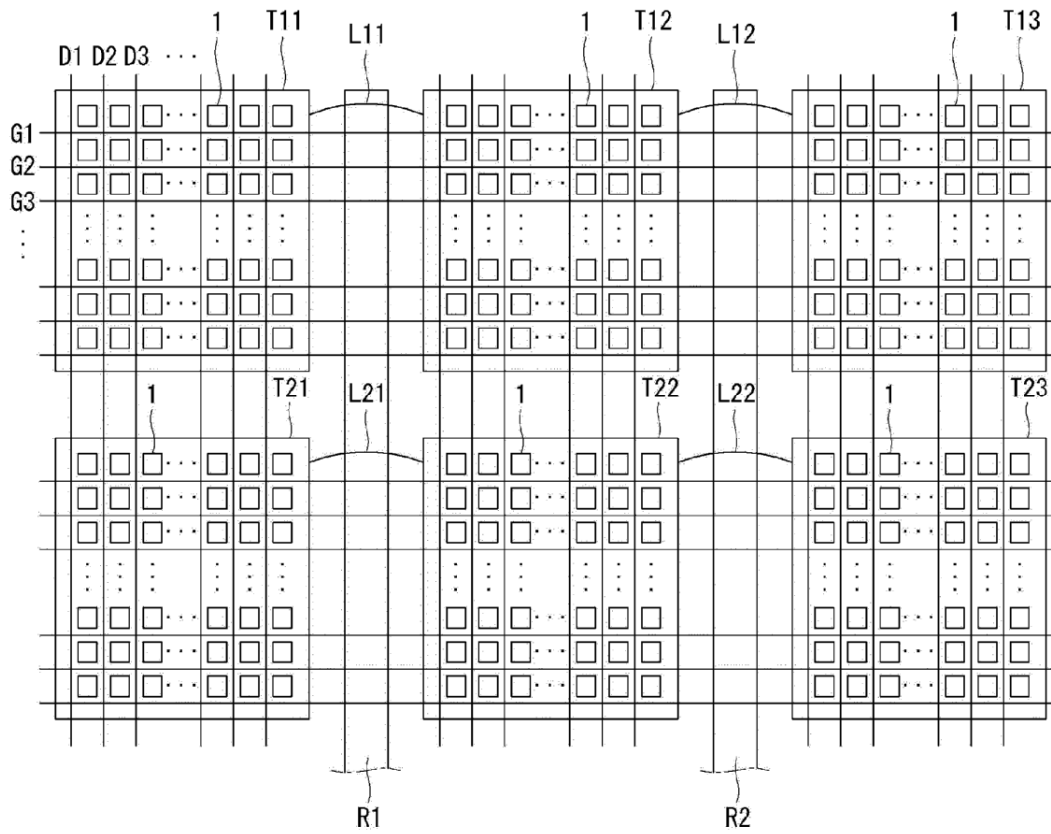 1 T11 L11 1 T12 L12 1 T13
D1 D2 D3 ···
G1
G2
G3
1 T21 L21 1 T22 L22 1 T23
R1 R2